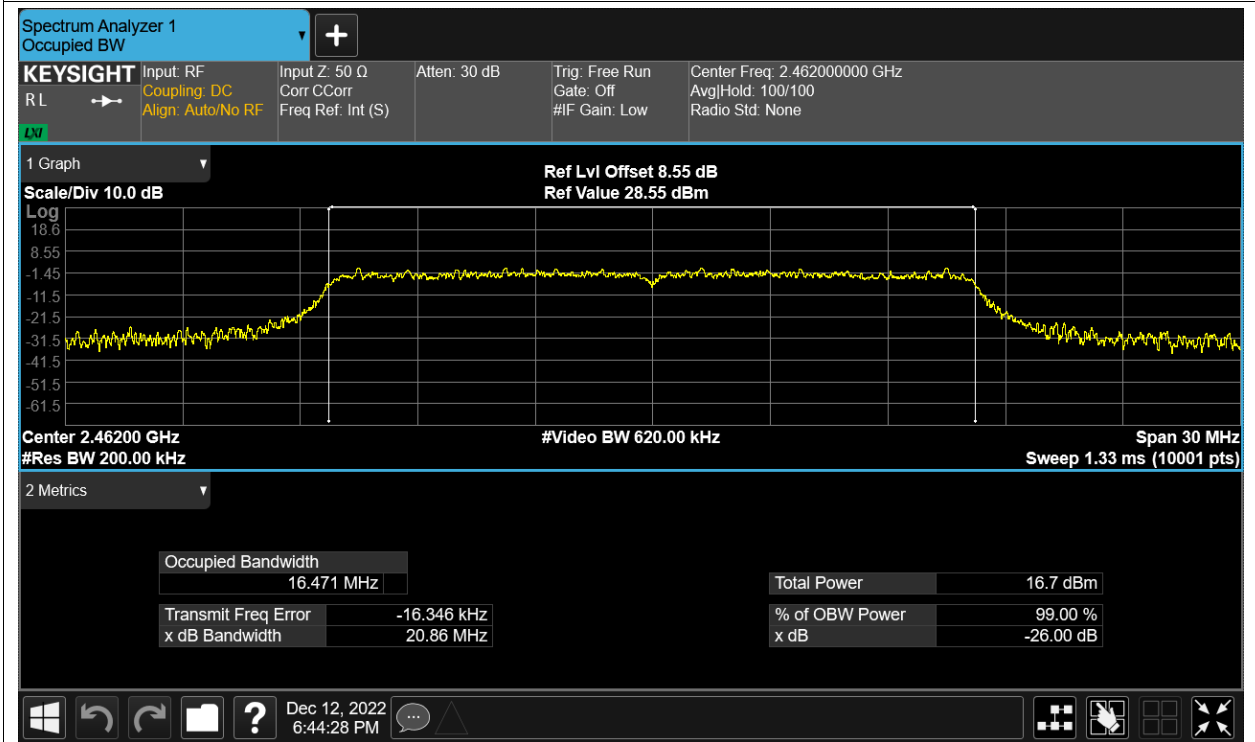 Spectrum Analyzer 1
Occupied BW
KEYSIGHT
R L
LXI
Input: RF
Coupling: DC
Align: Auto/No RF
Input Z: 50 Ω
Corr CCorr
Freq Ref: Int (S)
Atten: 30 dB
Trig: Free Run
Gate: Off
#IF Gain: Low
Center Freq: 2.462000000 GHz
Avg|Hold: 100/100
Radio Std: None
1 Graph
Scale/Div 10.0 dB
Ref Lvl Offset 8.55 dB
Ref Value 28.55 dBm
Log
18.6
8.55
-1.45
-11.5
-21.5
-31.5
-41.5
-51.5
-61.5
Center 2.46200 GHz
#Video BW 620.00 kHz
Span 30 MHz
#Res BW 200.00 kHz
Sweep 1.33 ms (10001 pts)
2 Metrics
Occupied Bandwidth
16.471 MHz
Total Power 16.7 dBm
Transmit Freq Error -16.346 kHz
% of OBW Power 99.00 %
x dB Bandwidth 20.86 MHz
x dB -26.00 dB
?
Dec 12, 2022
6:44:28 PM